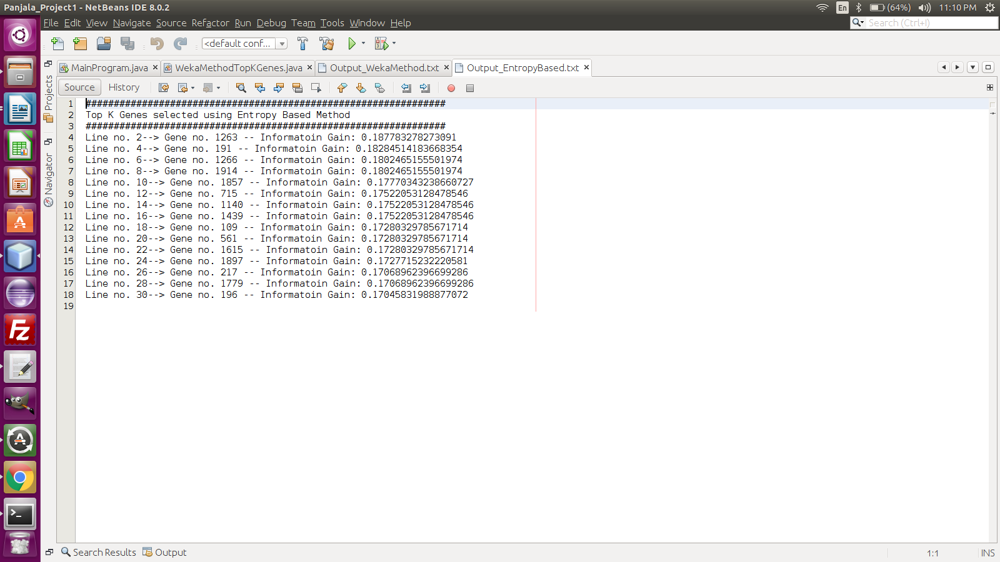 Panjala_Project1 - NetBeans IDE 8.0.2
En (64%) 11:10 PM
File Edit View Navigate Source Refactor Run Debug Team Tools Window Help
Search (Ctrl+I)
<default conf...
MainProgram.java WekaMethodTopKGenes.java Output_WekaMethod.txt Output_EntropyBased.txt
Source History
Projects
Navigator
1 ################################################################
2 Top K Genes selected using Entropy Based Method
3 ################################################################
4 Line no. 2--> Gene no. 1263 -- Informatoin Gain: 0.187783278273091
5 Line no. 4--> Gene no. 191 -- Informatoin Gain: 0.18284514183668354
6 Line no. 6--> Gene no. 1266 -- Informatoin Gain: 0.1802465155501974
7 Line no. 8--> Gene no. 1914 -- Informatoin Gain: 0.1802465155501974
8 Line no. 10--> Gene no. 1857 -- Informatoin Gain: 0.17770343238660727
9 Line no. 12--> Gene no. 715 -- Informatoin Gain: 0.17522053128478546
10 Line no. 14--> Gene no. 1140 -- Informatoin Gain: 0.17522053128478546
11 Line no. 16--> Gene no. 1439 -- Informatoin Gain: 0.17522053128478546
12 Line no. 18--> Gene no. 109 -- Informatoin Gain: 0.17280329785671714
13 Line no. 20--> Gene no. 561 -- Informatoin Gain: 0.17280329785671714
14 Line no. 22--> Gene no. 1615 -- Informatoin Gain: 0.17280329785671714
15 Line no. 24--> Gene no. 1897 -- Informatoin Gain: 0.1727715232220581
16 Line no. 26--> Gene no. 217 -- Informatoin Gain: 0.17068962396699286
17 Line no. 28--> Gene no. 1779 -- Informatoin Gain: 0.17068962396699286
18 Line no. 30--> Gene no. 196 -- Informatoin Gain: 0.17045831988877072
19
Search Results Output
1:1 INS